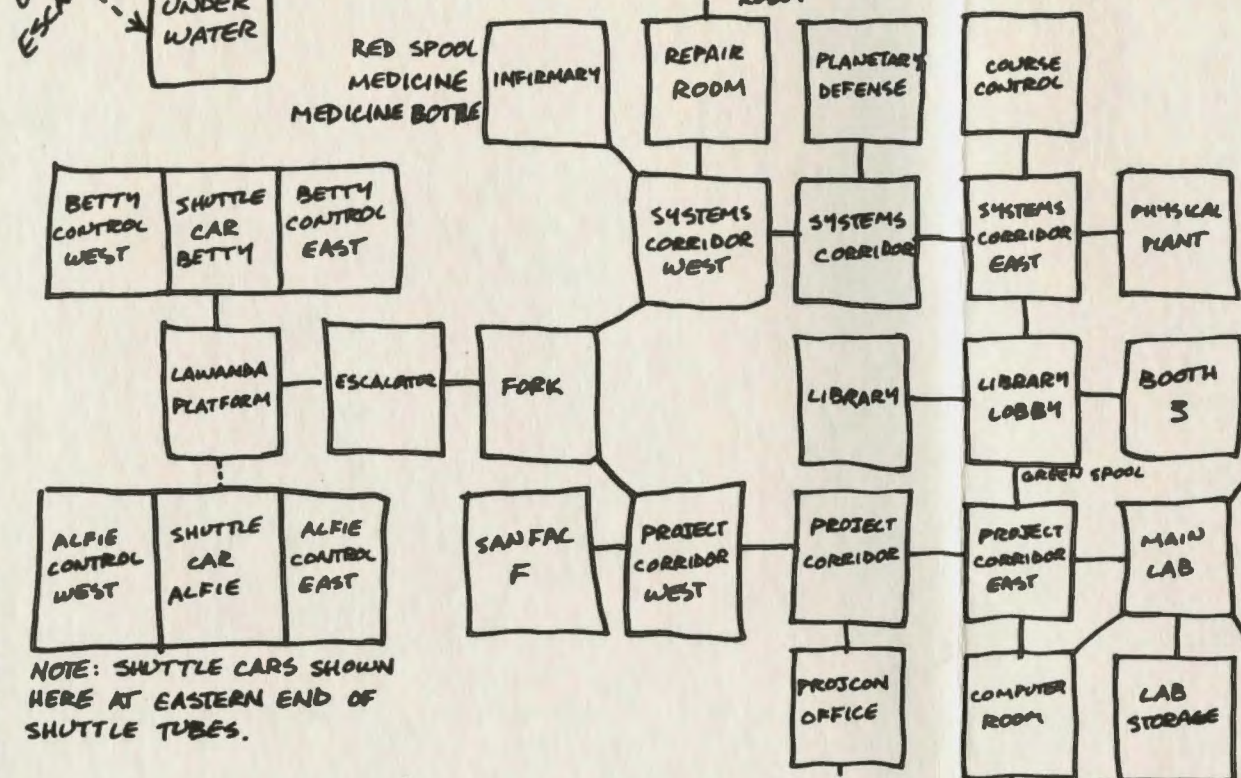 ESCA
UNDER
WATER
RED SPOOL
MEDICINE
MEDICINE BOTTLE
INFIRMARY
REPAIR
ROOM
PLANETARY
DEFENSE
COURSE
CONTROL
BETTY
CONTROL
WEST
SHUTTLE
CAR
BETTY
BETTY
CONTROL
EAST
SYSTEMS
CORRIDOR
WEST
SYSTEMS
CORRIDOR
SYSTEMS
CORRIDOR
EAST
PHYSICAL
PLANT
LAWANDA
PLATFORM
ESCALATOR
FORK
LIBRARY
LIBRARY
LOBBY
BOOTH
3
GREEN SPOOL
ALFIE
CONTROL
WEST
SHUTTLE
CAR
ALFIE
ALFIE
CONTROL
EAST
SANFAC
F
PROJECT
CORRIDOR
WEST
PROJECT
CORRIDOR
PROJECT
CORRIDOR
EAST
MAIN
LAB
NOTE: SHUTTLE CARS SHOWN
HERE AT EASTERN END OF
SHUTTLE TUBES.
PROJCON
OFFICE
COMPUTER
ROOM
LAB
STORAGE